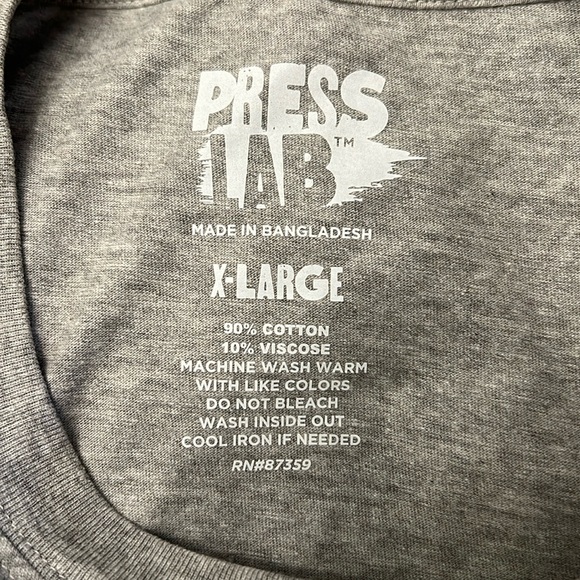 PRESS
LAB™
MADE IN BANGLADESH
X-LARGE
90% COTTON
10% VISCOSE
MACHINE WASH WARM
WITH LIKE COLORS
DO NOT BLEACH
WASH INSIDE OUT
COOL IRON IF NEEDED
RN#87359